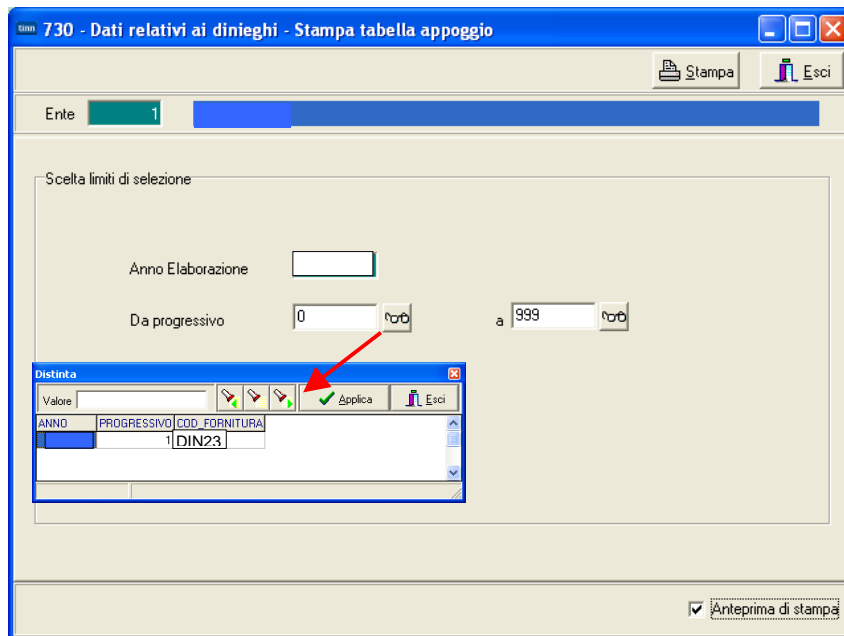 tinn 730 - Dati relativi ai dinieghi - Stampa tabella appoggio
Stampa Esci
Ente 1
Scelta limiti di selezione
Anno Elaborazione
Da progressivo 0 a 999
Distinta
Valore Applica Esci
ANNO PROGRESSIVO COD_FORNITURA
1 DIN23
Anteprima di stampa